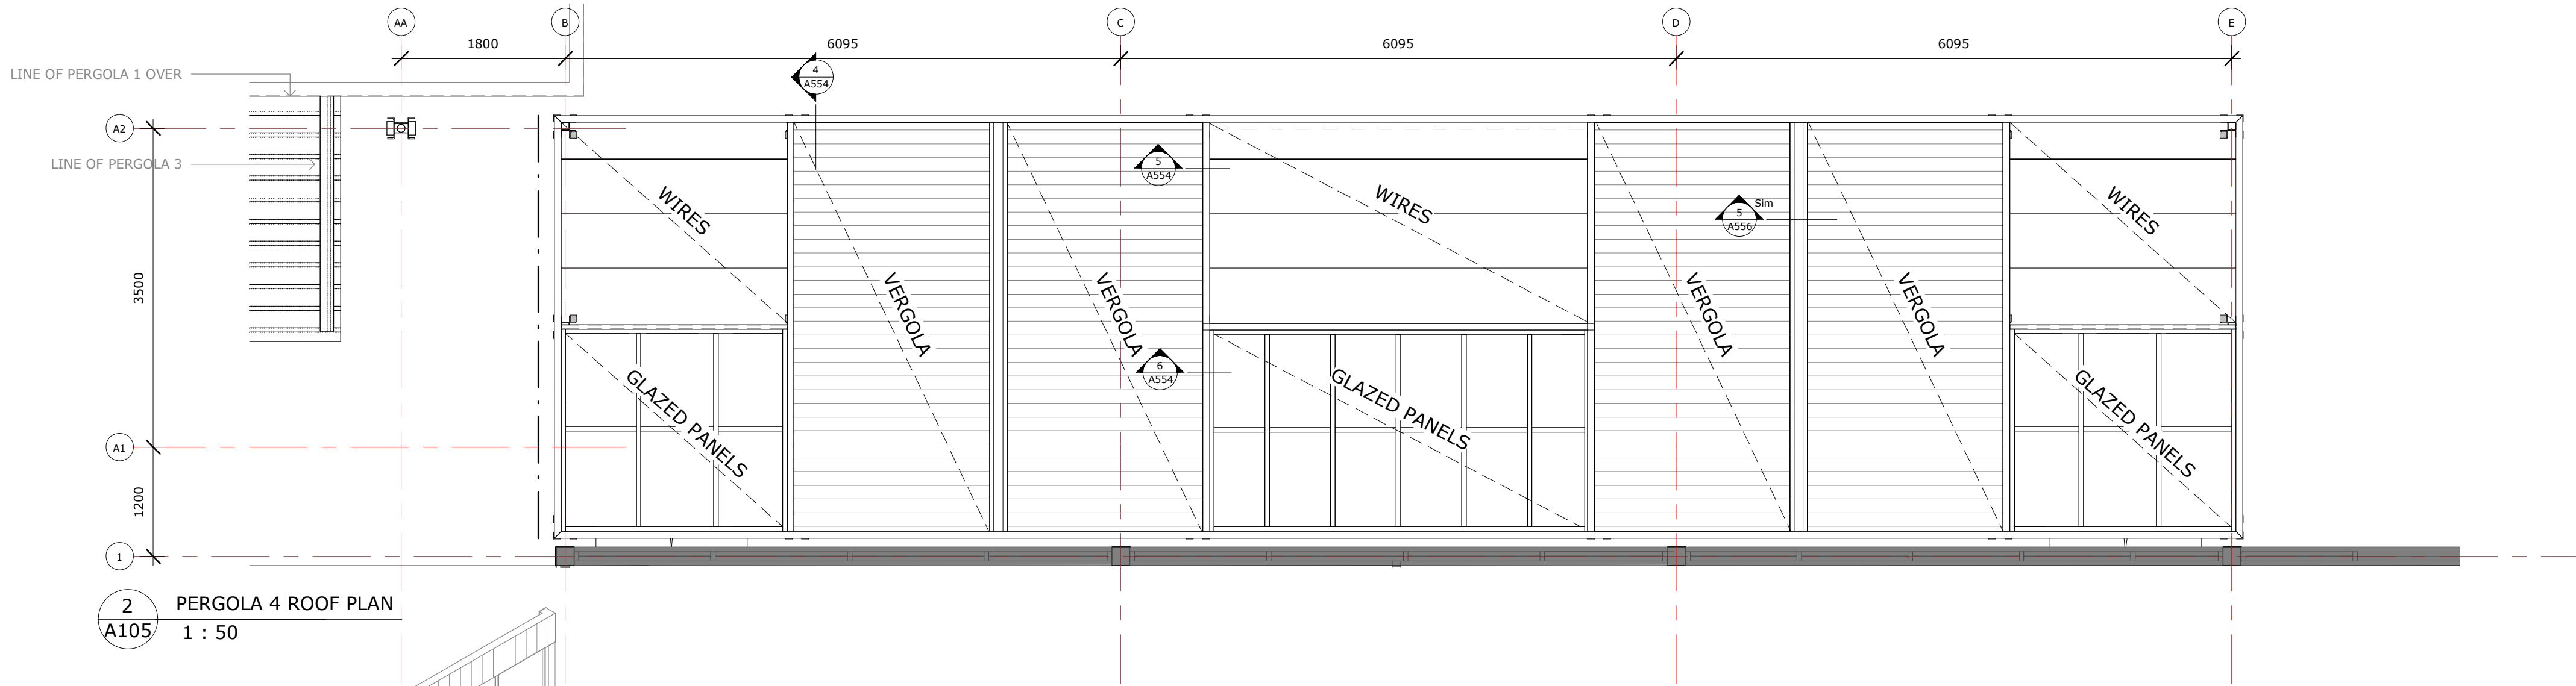 AA
B
C
D
E
1800
6095
6095
6095
LINE OF PERGOLA 1 OVER
4
A554
A2
LINE OF PERGOLA 3
5
A554
WIRES
WIRES
WIRES
5
Sim
A556
3500
VERGOLA
VERGOLA
VERGOLA
VERGOLA
6
A554
GLAZED PANELS
GLAZED PANELS
GLAZED PANELS
A1
1200
1
2
A105
PERGOLA 4 ROOF PLAN
1 : 50